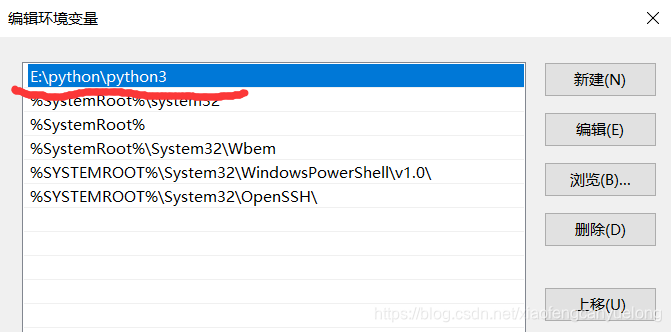 编辑环境变量
E:\python\python3
新建(N)
%SystemRoot%\system32
%SystemRoot%
编辑(E)
%SystemRoot%\System32\Wbem
%SYSTEMROOT%\System32\WindowsPowerShell\v1.0\
浏览(B)...
%SYSTEMROOT%\System32\OpenSSH\
删除(D)
上移(U)
https://blog.csdn.net/xiaofengcanyuelong